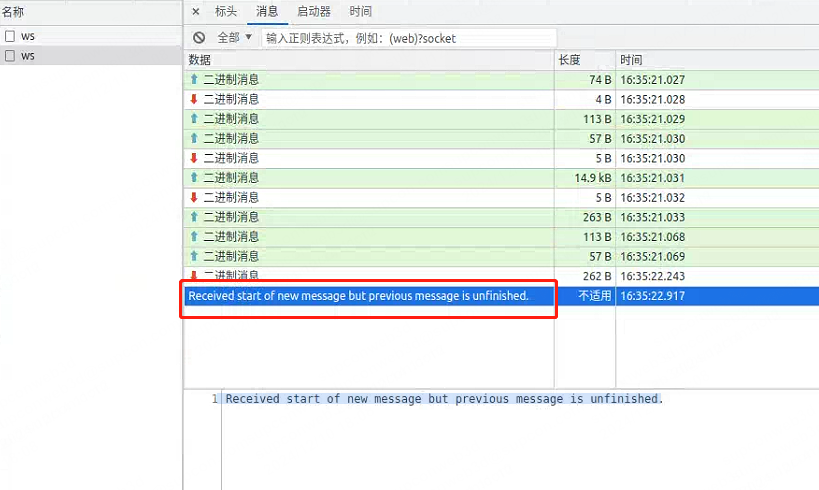 名称
× 标头 消息 启动器 时间
ws
全部 ▼ 输入正则表达式，例如：(web)?socket
ws
数据 长度 时间
二进制消息 74 B 16:35:21.027
二进制消息 4 B 16:35:21.028
二进制消息 113 B 16:35:21.029
二进制消息 57 B 16:35:21.030
二进制消息 5 B 16:35:21.030
二进制消息 14.9 kB 16:35:21.031
二进制消息 5 B 16:35:21.032
二进制消息 263 B 16:35:21.033
二进制消息 113 B 16:35:21.068
二进制消息 57 B 16:35:21.069
二进制消息 262 B 16:35:22.243
Received start of new message but previous message is unfinished. 不适用 16:35:22.917
1 Received start of new message but previous message is unfinished.